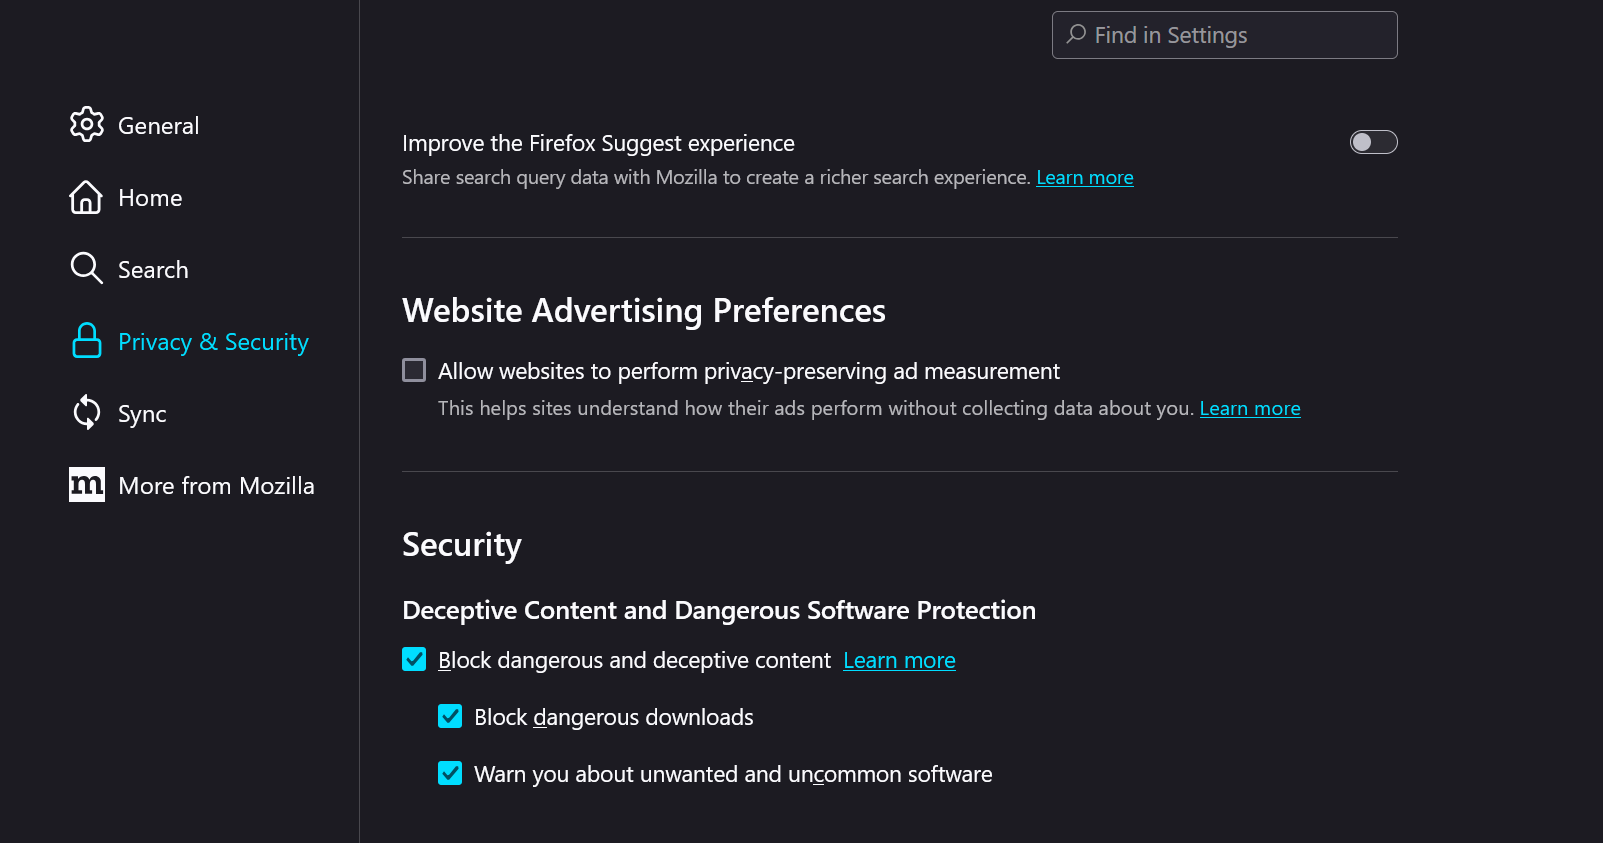 Find in Settings
General
Home
Search
Privacy & Security
Sync
m
More from Mozilla
Improve the Firefox Suggest experience
Share search query data with Mozilla to create a richer search experience. Learn more
Website Advertising Preferences
Allow websites to perform privacy-preserving ad measurement
This helps sites understand how their ads perform without collecting data about you. Learn more
Security
Deceptive Content and Dangerous Software Protection
Block dangerous and deceptive content Learn more
Block dangerous downloads
Warn you about unwanted and uncommon software